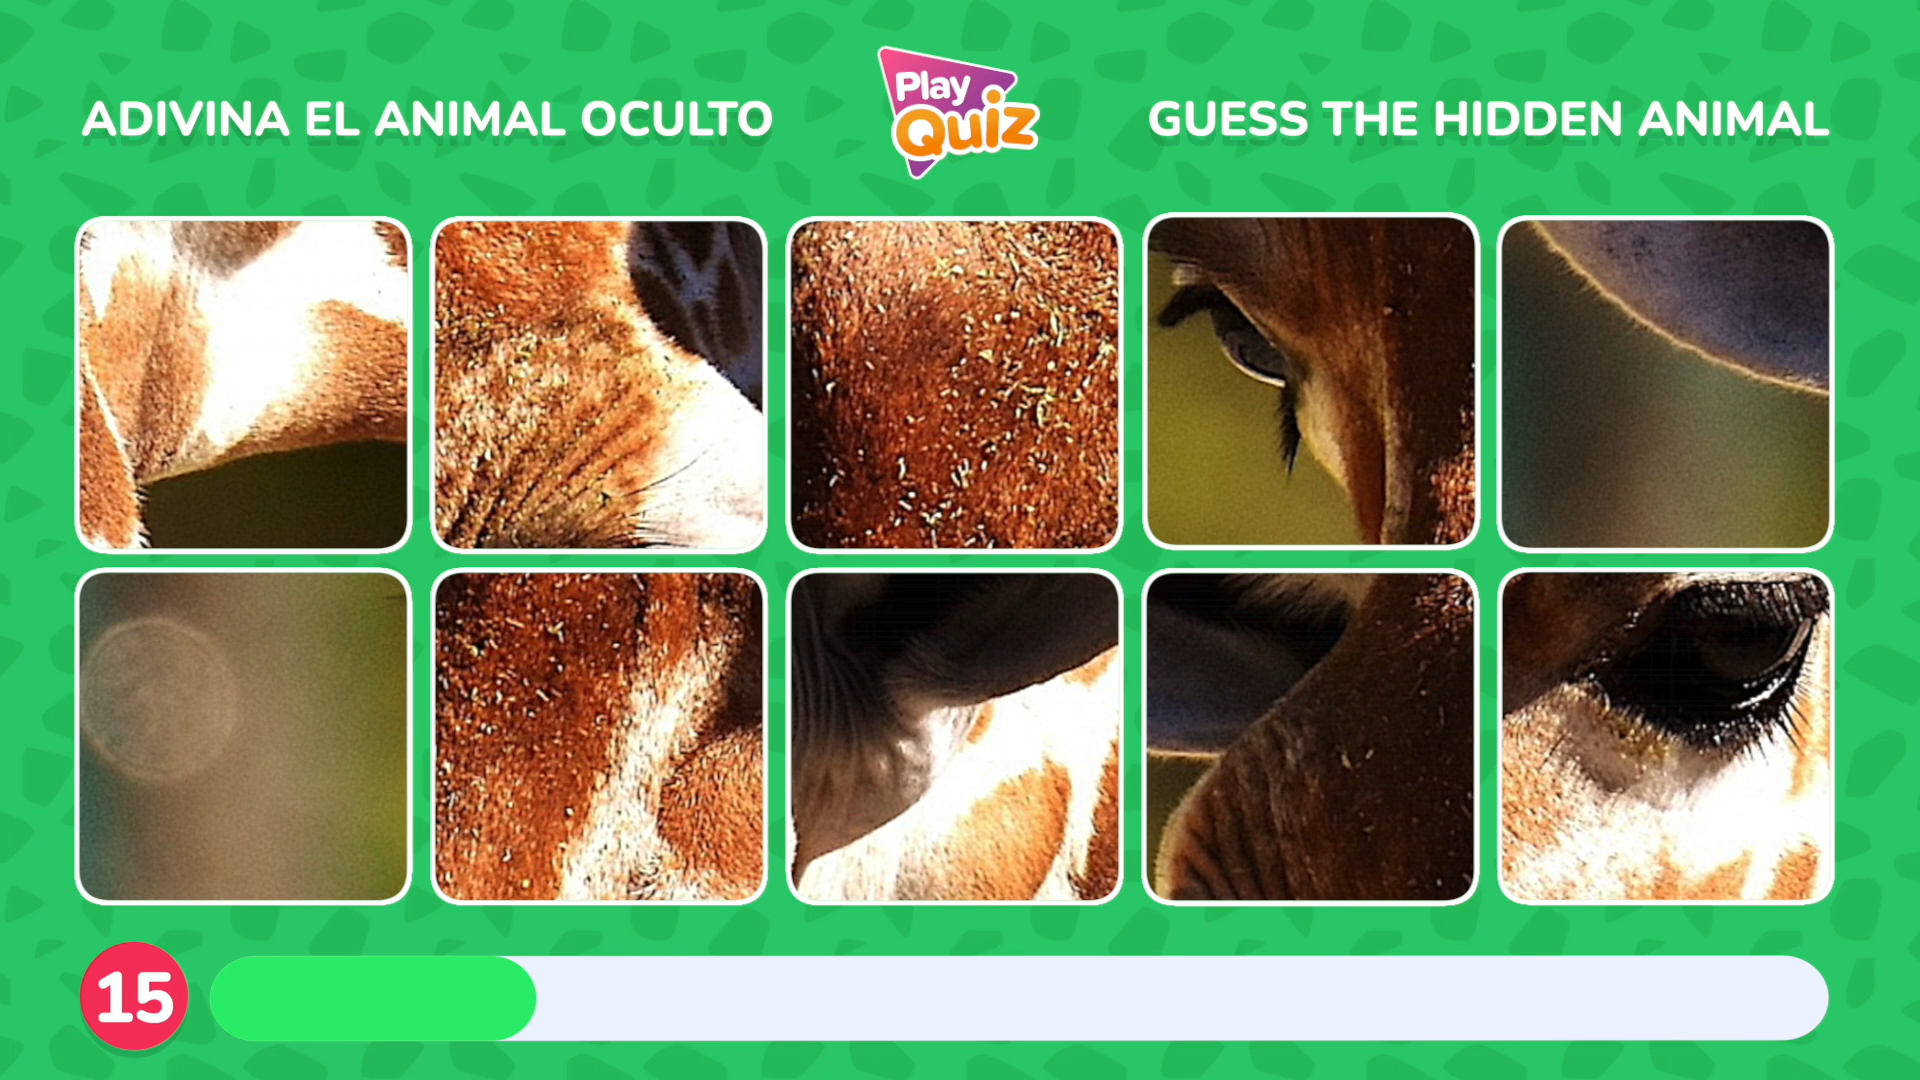 ADIVINA EL ANIMAL OCULTO
Play
Quiz
GUESS THE HIDDEN ANIMAL
15